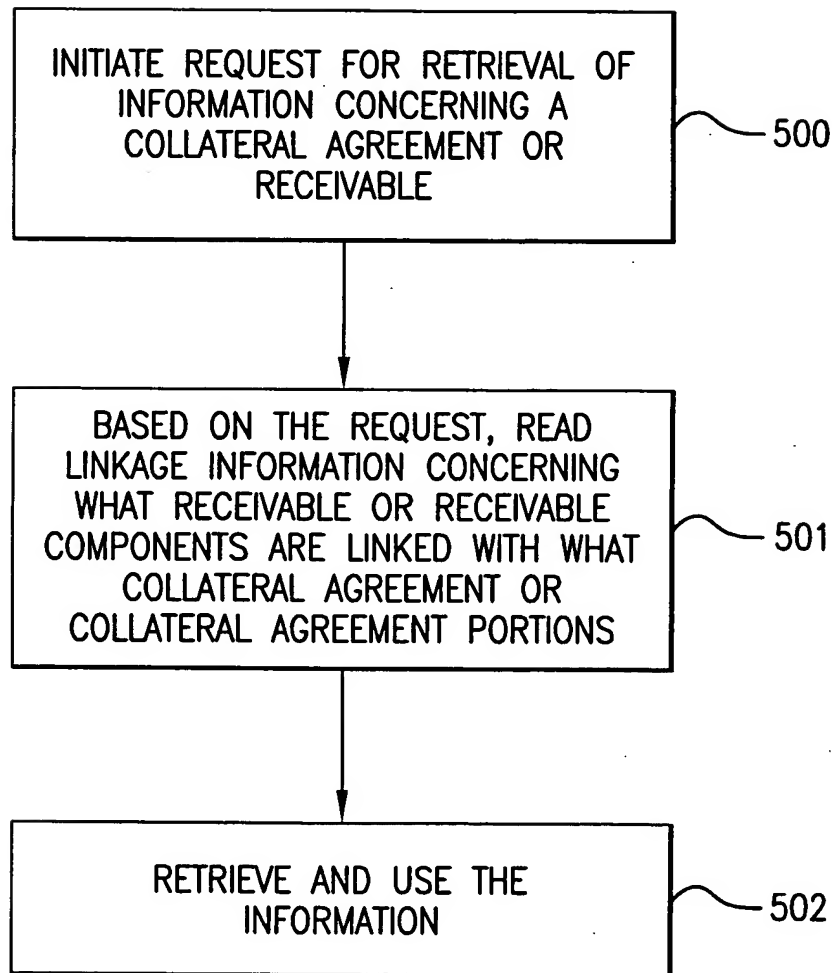 INITIATE REQUEST FOR RETRIEVAL OF
INFORMATION CONCERNING A
COLLATERAL AGREEMENT OR
RECEIVABLE
500
BASED ON THE REQUEST, READ
LINKAGE INFORMATION CONCERNING
WHAT RECEIVABLE OR RECEIVABLE
COMPONENTS ARE LINKED WITH WHAT
COLLATERAL AGREEMENT OR
COLLATERAL AGREEMENT PORTIONS
501
RETRIEVE AND USE THE
INFORMATION
502